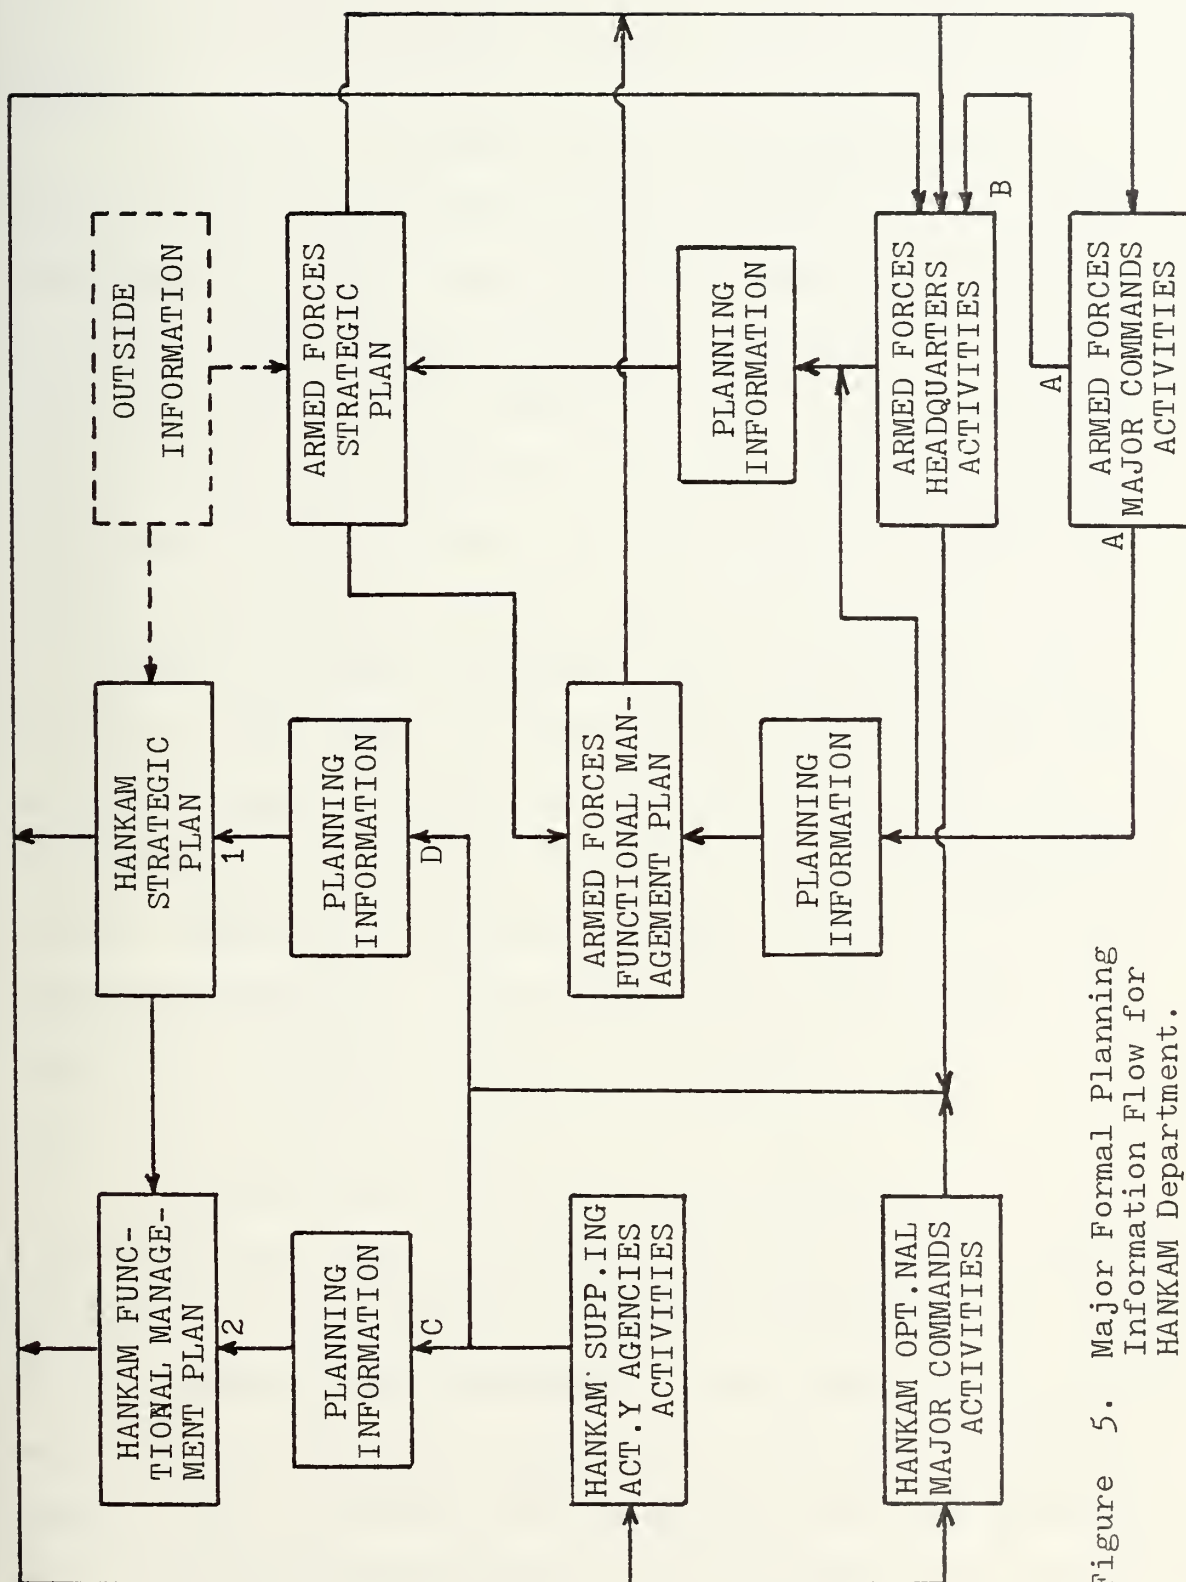 OUTSIDE
INFORMATION
HANKAM
STRATEGIC
PLAN
HANKAM FUNC-
TIONAL MANAGE-
MENT PLAN
ARMED FORCES
STRATEGIC
PLAN
1
2
PLANNING
INFORMATION
PLANNING
INFORMATION
D
C
ARMED FORCES
FUNCTIONAL MAN-
AGEMENT PLAN
HANKAM SUPP.ING
ACT.Y AGENCIES
ACTIVITIES
PLANNING
INFORMATION
PLANNING
INFORMATION
ARMED FORCES
HEADQUARTERS
ACTIVITIES
B
HANKAM OPT.NAL
MAJOR COMMANDS
ACTIVITIES
A
A
ARMED FORCES
MAJOR COMMANDS
ACTIVITIES
Figure 5. Major Formal Planning
Information Flow for
HANKAM Department.